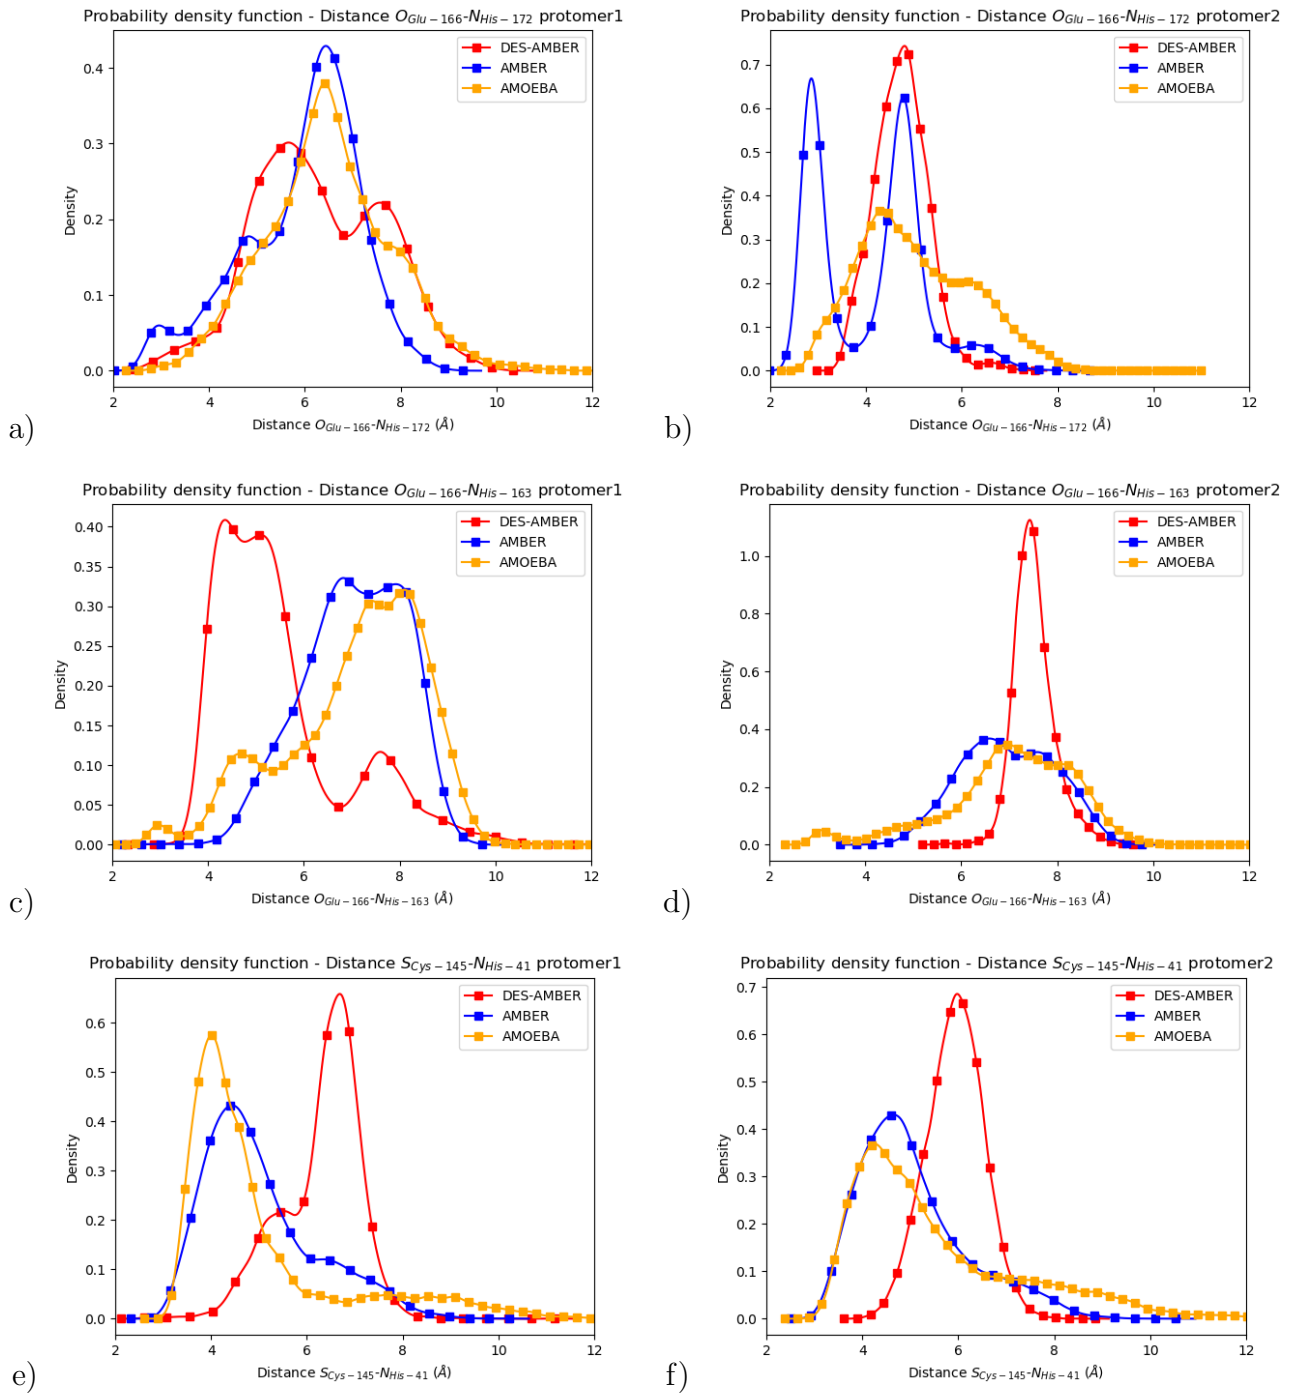 Probability density function - Distance O_Glu−166-N_His−172 protomer1
Density
0.4
0.3
0.2
0.1
0.0
DES-AMBER
AMBER
AMOEBA
2 4 6 8 10 12
Distance O_Glu−166-N_His−172 (Å)
a)
Probability density function - Distance O_Glu−166-N_His−172 protomer2
Density
0.7
0.6
0.5
0.4
0.3
0.2
0.1
0.0
DES-AMBER
AMBER
AMOEBA
2 4 6 8 10 12
Distance O_Glu−166-N_His−172 (Å)
b)
Probability density function - Distance O_Glu−166-N_His−163 protomer1
Density
0.40
0.35
0.30
0.25
0.20
0.15
0.10
0.05
0.00
DES-AMBER
AMBER
AMOEBA
2 4 6 8 10 12
Distance O_Glu−166-N_His−163 (Å)
c)
Probability density function - Distance O_Glu−166-N_His−163 protomer2
Density
1.0
0.8
0.6
0.4
0.2
0.0
DES-AMBER
AMBER
AMOEBA
2 4 6 8 10 12
Distance O_Glu−166-N_His−163 (Å)
d)
Probability density function - Distance S_Cys−145-N_His−41 protomer1
Density
0.6
0.5
0.4
0.3
0.2
0.1
0.0
DES-AMBER
AMBER
AMOEBA
2 4 6 8 10 12
Distance S_Cys−145-N_His−41 (Å)
e)
Probability density function - Distance S_Cys−145-N_His−41 protomer2
Density
0.7
0.6
0.5
0.4
0.3
0.2
0.1
0.0
DES-AMBER
AMBER
AMOEBA
2 4 6 8 10 12
Distance S_Cys−145-N_His−41 (Å)
f)